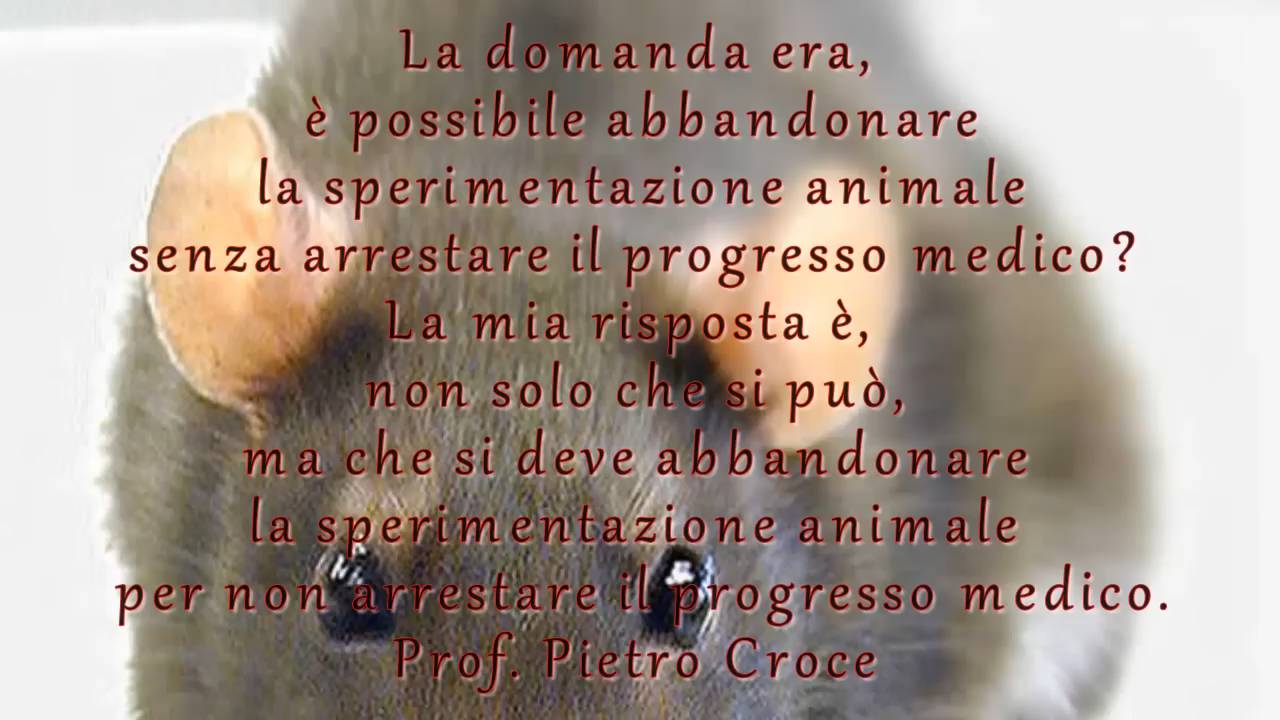 La domanda era,
è possibile abbandonare
la sperimentazione animale
senza arrestare il progresso medico?
La mia risposta è,
non solo che si può,
ma che si deve abbandonare
la sperimentazione animale
per non arrestare il progresso medico.
Prof. Pietro Croce